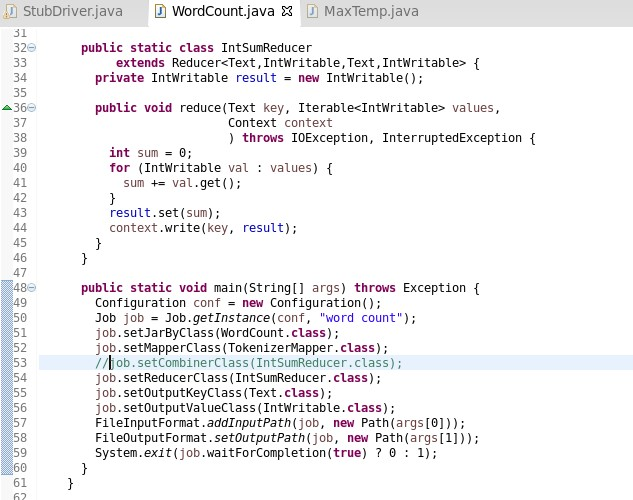 StubDriver.java WordCount.java MaxTemp.java
31
32 public static class IntSumReducer
33 extends Reducer<Text,IntWritable,Text,IntWritable> {
34 private IntWritable result = new IntWritable();
35
36 public void reduce(Text key, Iterable<IntWritable> values,
37 Context context
38 ) throws IOException, InterruptedException {
39 int sum = 0;
40 for (IntWritable val : values) {
41 sum += val.get();
42 }
43 result.set(sum);
44 context.write(key, result);
45 }
46 }
47
48 public static void main(String[] args) throws Exception {
49 Configuration conf = new Configuration();
50 Job job = Job.getInstance(conf, "word count");
51 job.setJarByClass(WordCount.class);
52 job.setMapperClass(TokenizerMapper.class);
53 //job.setCombinerClass(IntSumReducer.class);
54 job.setReducerClass(IntSumReducer.class);
55 job.setOutputKeyClass(Text.class);
56 job.setOutputValueClass(IntWritable.class);
57 FileInputFormat.addInputPath(job, new Path(args[0]));
58 FileOutputFormat.setOutputPath(job, new Path(args[1]));
59 System.exit(job.waitForCompletion(true) ? 0 : 1);
60 }
61 }
62